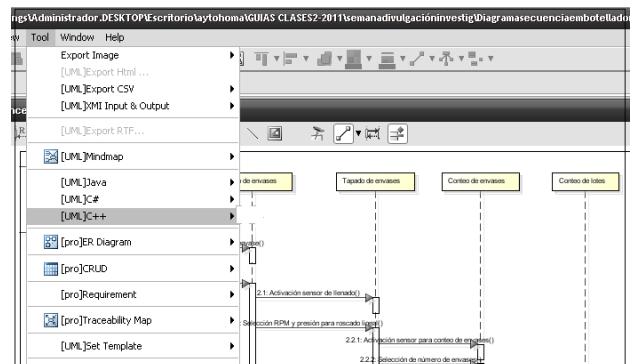 ngs\Administrador.DESKTOP\Escritorio\aytohoma\GUIAS CLASES2-2011\semanadivulgacióninvestig\Diagramasecuenciaembotellador
Tool Window Help
Export Image
[UML]Export Html ...
[UML]Export CSV
[UML]XMI Input & Output
[UML]Export RTF...
[UML]Mindmap
[UML]Java
[UML]C#
[UML]C++
[pro]ER Diagram
[pro]CRUD
[pro]Requirement
[pro]Traceability Map
[UML]Set Template
de envases
Tapado de envases
Conteo de envases
Conteo de lotes
2.1: Activación sensor de llenado()
Selección RPM y presión para roscado
2.2.1: Activación sensor para conteo de envases()
2.2.2: Selección de número de envases